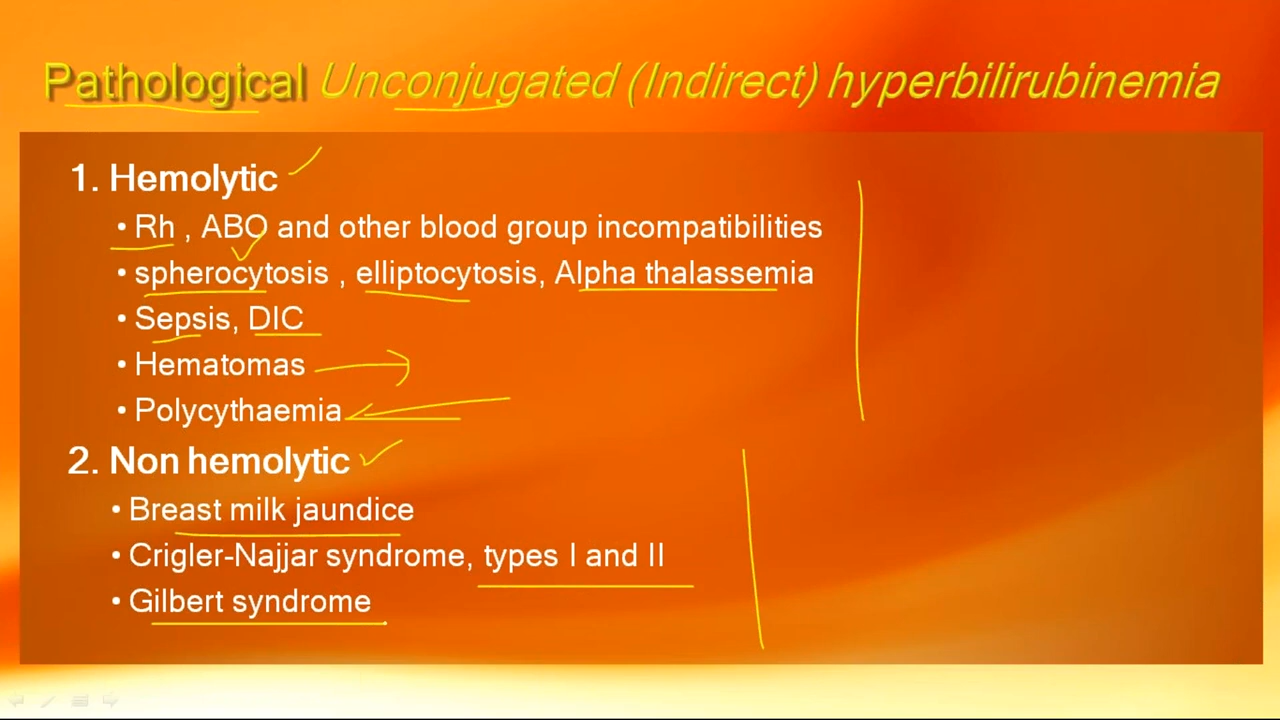 Pathological Unconjugated (Indirect) hyperbilirubinemia
1. Hemolytic
• Rh , ABO and other blood group incompatibilities
• spherocytosis , elliptocytosis, Alpha thalassemia
• Sepsis, DIC
• Hematomas
• Polycythaemia
2. Non hemolytic
• Breast milk jaundice
• Crigler-Najjar syndrome, types I and II
• Gilbert syndrome